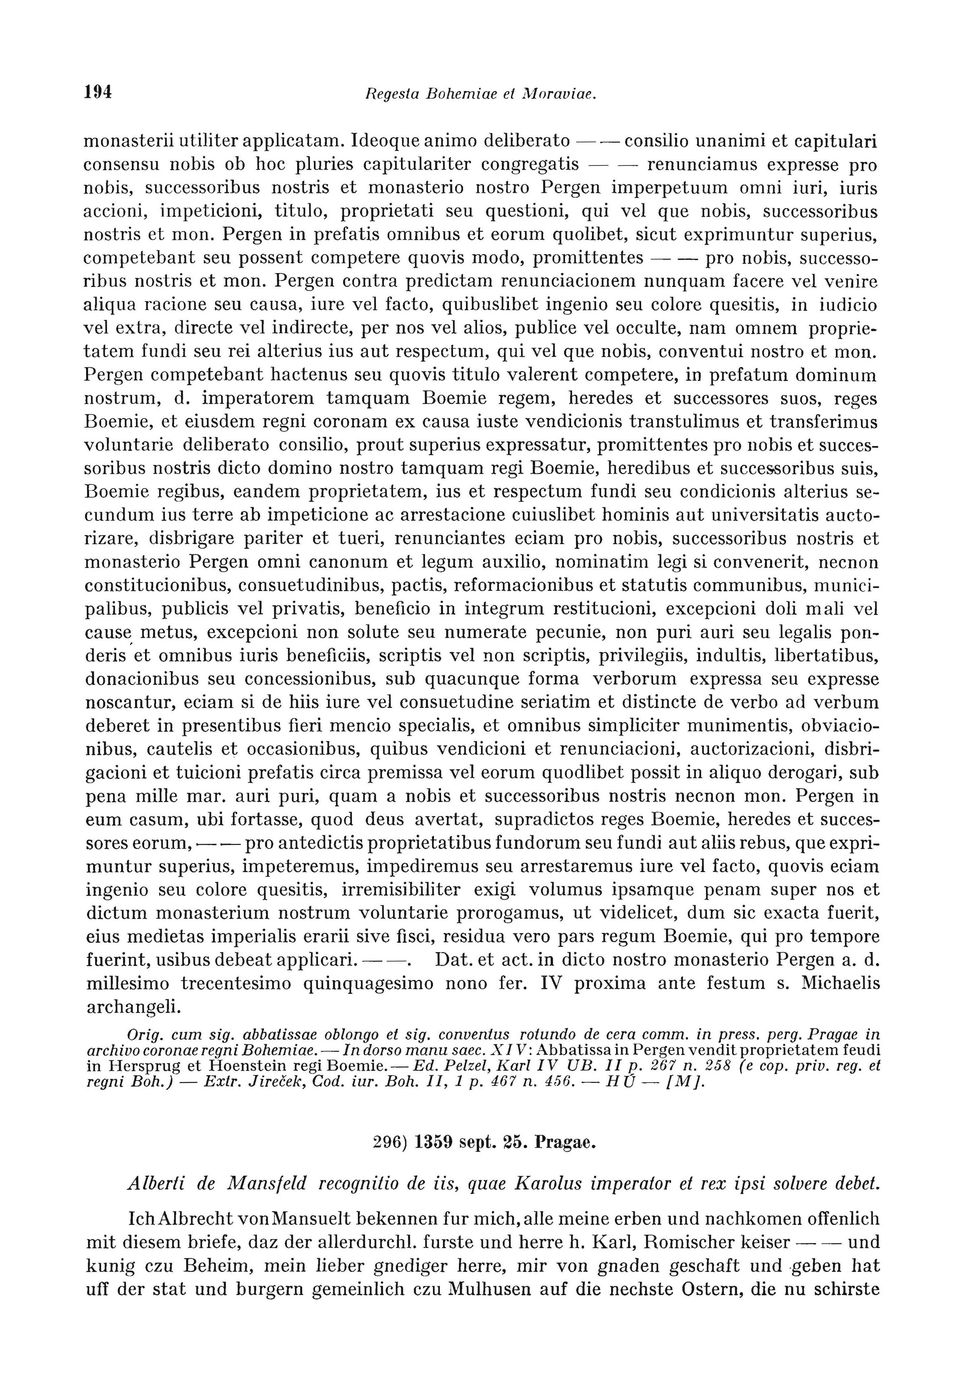 194 Regesta Bohemiae et Moraviae.
monasterii utiliter applicatam. Ideoque animo deliberato — — consilio unanimi et capitulari
consensu nobis ob hoc pluries capitulariter congregatis — — renunciamus expresse pro
nobis, successoribus nostris et monasterio nostro Pergen imperpetuum omni iuri, iuris
accioni, impeticioni, titulo, proprietati seu questioni, qui vel que nobis, successoribus
nostris et mon. Pergen in prefatis omnibus et eorum quolibet, sicut exprimuntur superius,
competebant seu possent competere quovis modo, promittentes — — pro nobis, successo-
ribus nostris et mon. Pergen contra predictam renunciacionem nunquam facere vel venire
aliqua racione seu causa, iure vel facto, quibuslibet ingenio seu colore quesitis, in iudicio
vel extra, directe vel indirecte, per nos vel alios, publice vel occulte, nam omnem proprie-
tatem fundi seu rei alterius ius aut respectum, qui vel que nobis, conventui nostro et mon.
Pergen competebant hactenus seu quovis titulo valerent competere, in prefatum dominum
nostrum, d. imperatorem tamquam Boemie regem, heredes et successores suos, reges
Boemie, et eiusdem regni coronam ex causa iuste vendicionis transtulimus et transferimus
voluntarie deliberato consilio, prout superius expressatur, promittentes pro nobis et succes-
soribus nostris dicto domino nostro tamquam regi Boemie, heredibus et successoribus suis,
Boemie regibus, eandem proprietatem, ius et respectum fundi seu condicionis alterius se-
cundum ius terre ab impeticione ac arrestacione cuiuslibet hominis aut universitatis aucto-
rizare, disbrigare pariter et tueri, renunciantes eciam pro nobis, successoribus nostris et
monasterio Pergen omni canonum et legum auxilio, nominatim legi si convenerit, necnon
constitucionibus, consuetudinibus, pactis, reformacionibus et statutis communibus, munici-
palibus, publicis vel privatis, beneficio in integrum restitucioni, excepcioni doli mali vel
cause metus, excepcioni non solute seu numerate pecunie, non puri auri seu legalis pon-
deris et omnibus iuris beneficiis, scriptis vel non scriptis, privilegiis, indultis, libertatibus,
donacionibus seu concessionibus, sub quacunque forma verborum expressa seu expresse
noscantur, eciam si de hiis iure vel consuetudine seriatim et distincte de verbo ad verbum
deberet in presentibus fieri mencio specialis, et omnibus simpliciter munimentis, obviacio-
nibus, cautelis et occasionibus, quibus vendicioni et renunciacioni, auctorizacioni, disbri-
gacioni et tuicioni prefatis circa premissa vel eorum quodlibet possit in aliquo derogari, sub
pena mille mar. auri puri, quam a nobis et successoribus nostris necnon mon. Pergen in
eum casum, ubi fortasse, quod deus avertat, supradictos reges Boemie, heredes et succes-
sores eorum, — — pro antedictis proprietatibus fundorum seu fundi aut aliis rebus, que expri-
muntur superius, impeteremus, impediremus seu arrestaremus iure vel facto, quovis eciam
ingenio seu colore quesitis, irremisibiliter exigi volumus ipsamque penam super nos et
dictum monasterium nostrum voluntarie prorogamus, ut videlicet, dum sic exacta fuerit,
eius medietas imperialis erarii sive fisci, residua vero pars regum Boemie, qui pro tempore
fuerint, usibus debeat applicari. — —. Dat. et act. in dicto nostro monasterio Pergen a. d.
millesimo trecentesimo quinquagesimo nono fer. IV proxima ante festum s. Michaelis
archangeli.
Orig. cum sig. abbatissae oblongo et sig. conventus rotundo de cera comm. in press. perg. Pragae in
archivo coronae regni Bohemiae. — In dorso manu saec. XIV: Abbatissa in Pergen vendit proprietatem feudi
in Hersprug et Hoenstein regi Boemie. — Ed. Pelzel, Karl IV UB. II p. 267 n. 258 (e cop. priv. reg. et
regni Boh.) — Extr. Jireček, Cod. iur. Boh. II, 1 p. 467 n. 456. — HÚ — [M].
296) 1359 sept. 25. Pragae.
Alberti de Mansfeld recognitio de iis, quae Karolus imperator et rex ipsi solvere debet.
Ich Albrecht von Mansuelt bekennen fur mich, alle meine erben und nachkomen offenlich
mit diesem briefe, daz der allerdurchl. furste und herre h. Karl, Romischer keiser — — und
kunig czu Beheim, mein lieber gnediger herre, mir von gnaden geschaft und geben hat
uff der stat und burgern gemeinlich czu Mulhusen auf die nechste Ostern, die nu schirste